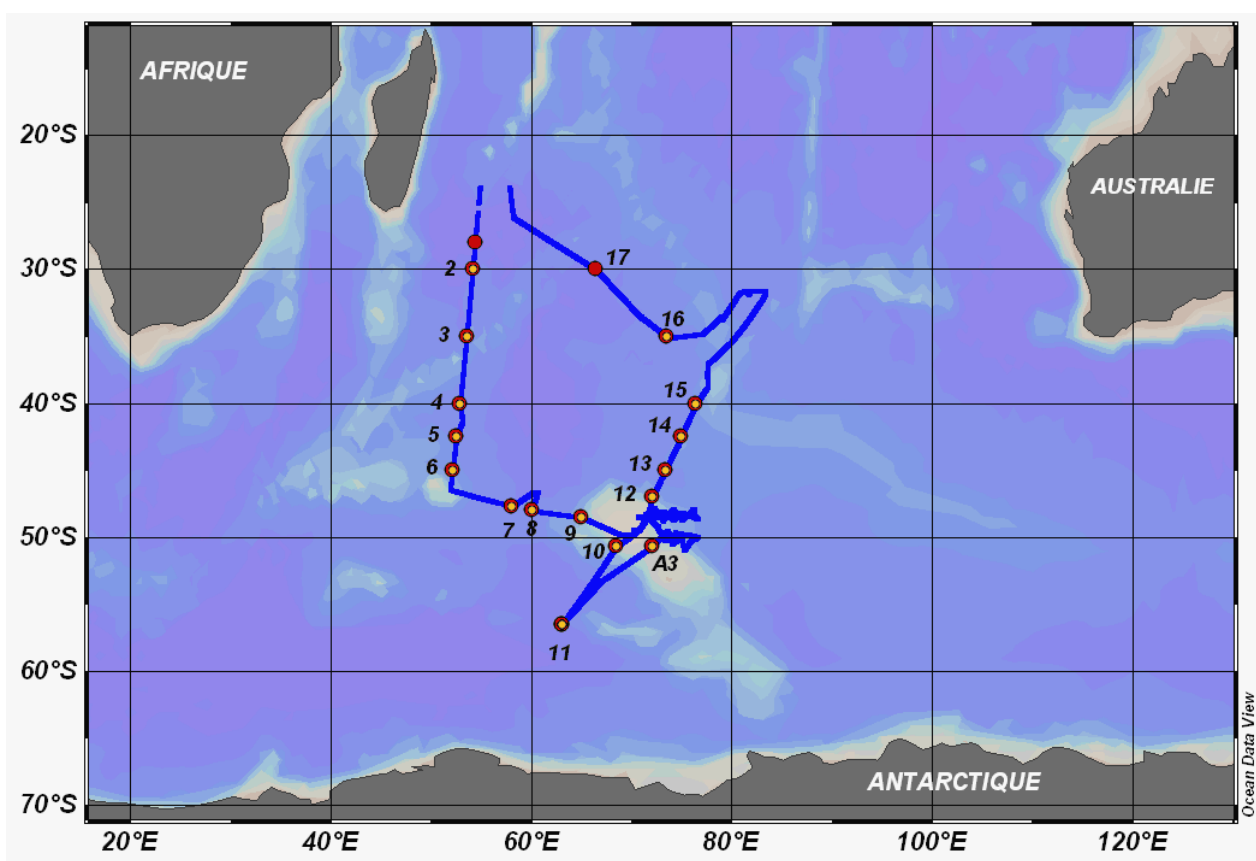 AFRIQUE
20°S
AUSTRALIE
2
17
30°S
3
16
4
15
40°S
5
14
6
13
12
7
8
9
50°S
10
A3
11
60°S
ANTARCTIQUE
70°S
20°E
40°E
60°E
80°E
100°E
120°E
Ocean Data View